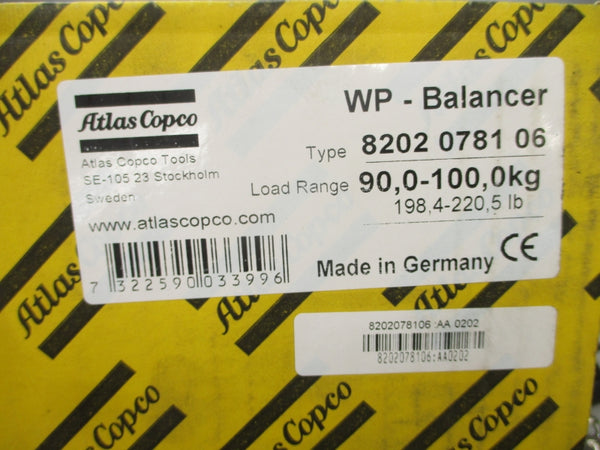 Atlas Copco
Atlas Copco
Atlas Copco
WP - Balancer
Type 8202 0781 06
Load Range 90,0-100,0kg
198,4-220,5 lb
Made in Germany CE
Atlas Copco
Atlas Copco Tools
SE-105 23 Stockholm
Sweden
www.atlascopco.com
7 322590 033996
8202078106:AA 0202
8202078106:AA0202
Atlas Copco
Atlas Copco
Atlas Copco